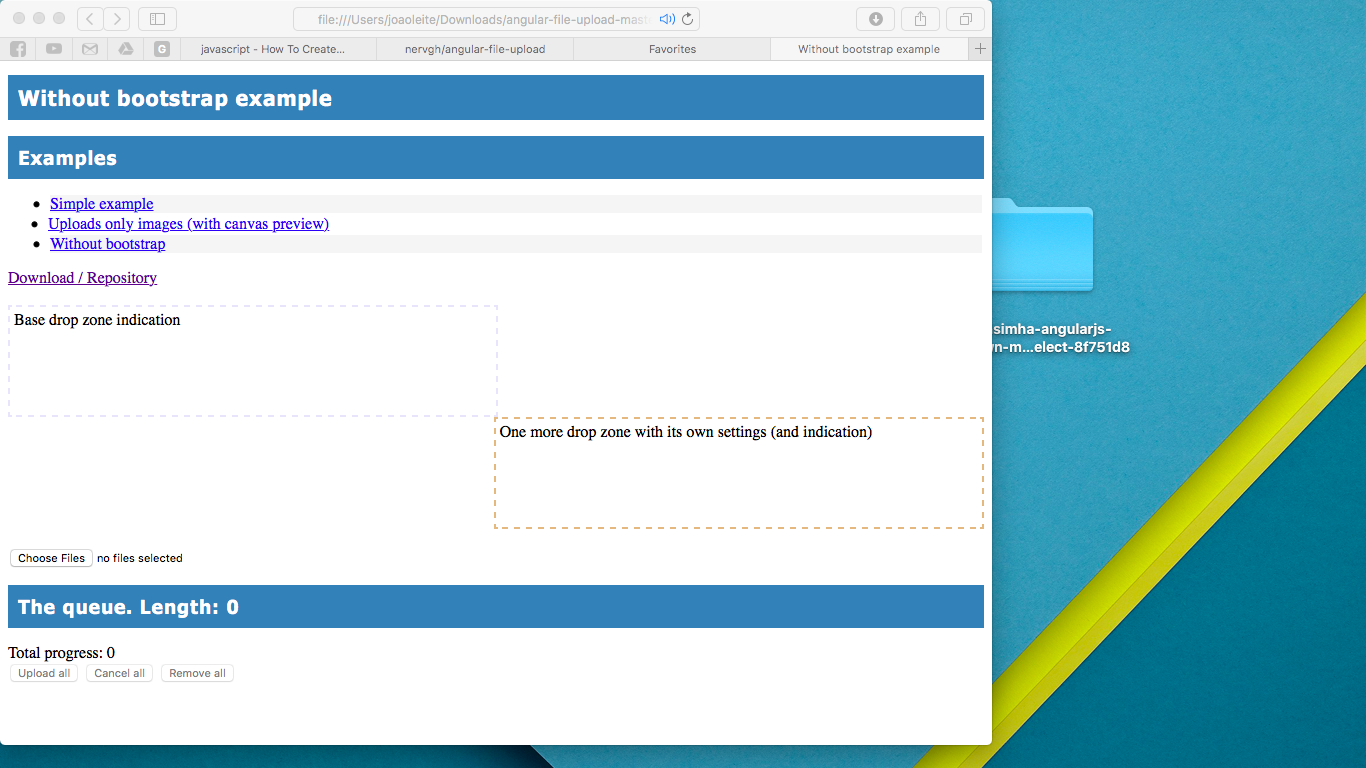 file:///Users/joaoleite/Downloads/angular-file-upload-mast
javascript - How To Create...
nervgh/angular-file-upload
Favorites
Without bootstrap example
Without bootstrap example
Examples
Simple example
Uploads only images (with canvas preview)
Without bootstrap
Download / Repository
Base drop zone indication
One more drop zone with its own settings (and indication)
Choose Files no files selected
The queue. Length: 0
Total progress: 0
Upload all Cancel all Remove all
simha-angularjs-
n-m...elect-8f751d8